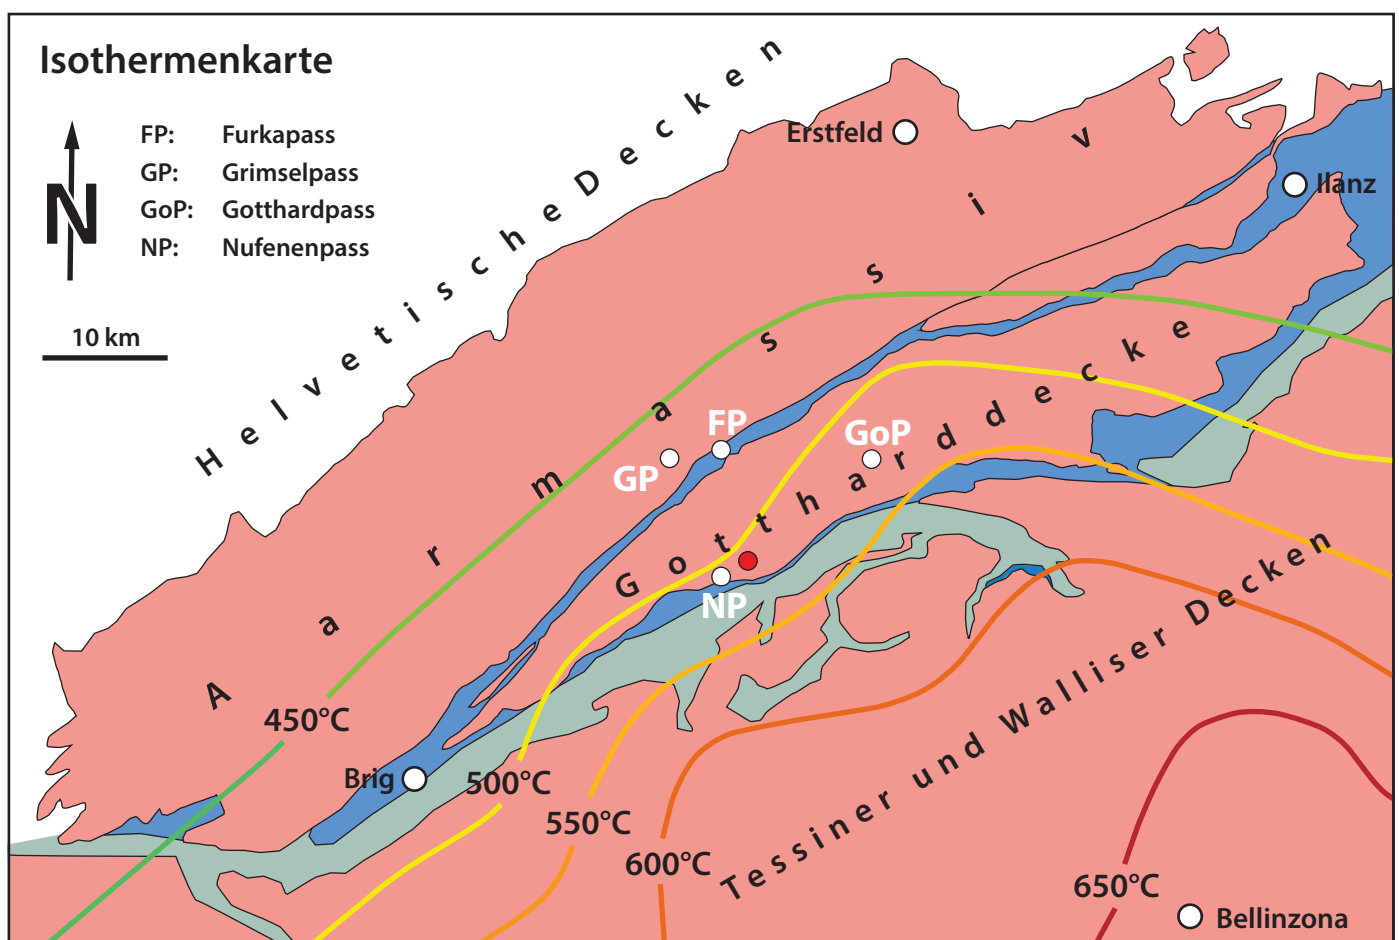 Isothermenkarte
N
FP: Furkapass
GP: Grimselpass
GoP: Gotthardpass
NP: Nufenenpass
10 km
Helvetische Decken
Aarmassiv
Gottharddecke
Tessiner und Walliser Decken
Erstfeld
Ilanz
FP
GP
GoP
NP
Brig
450°C
500°C
550°C
600°C
650°C
Bellinzona